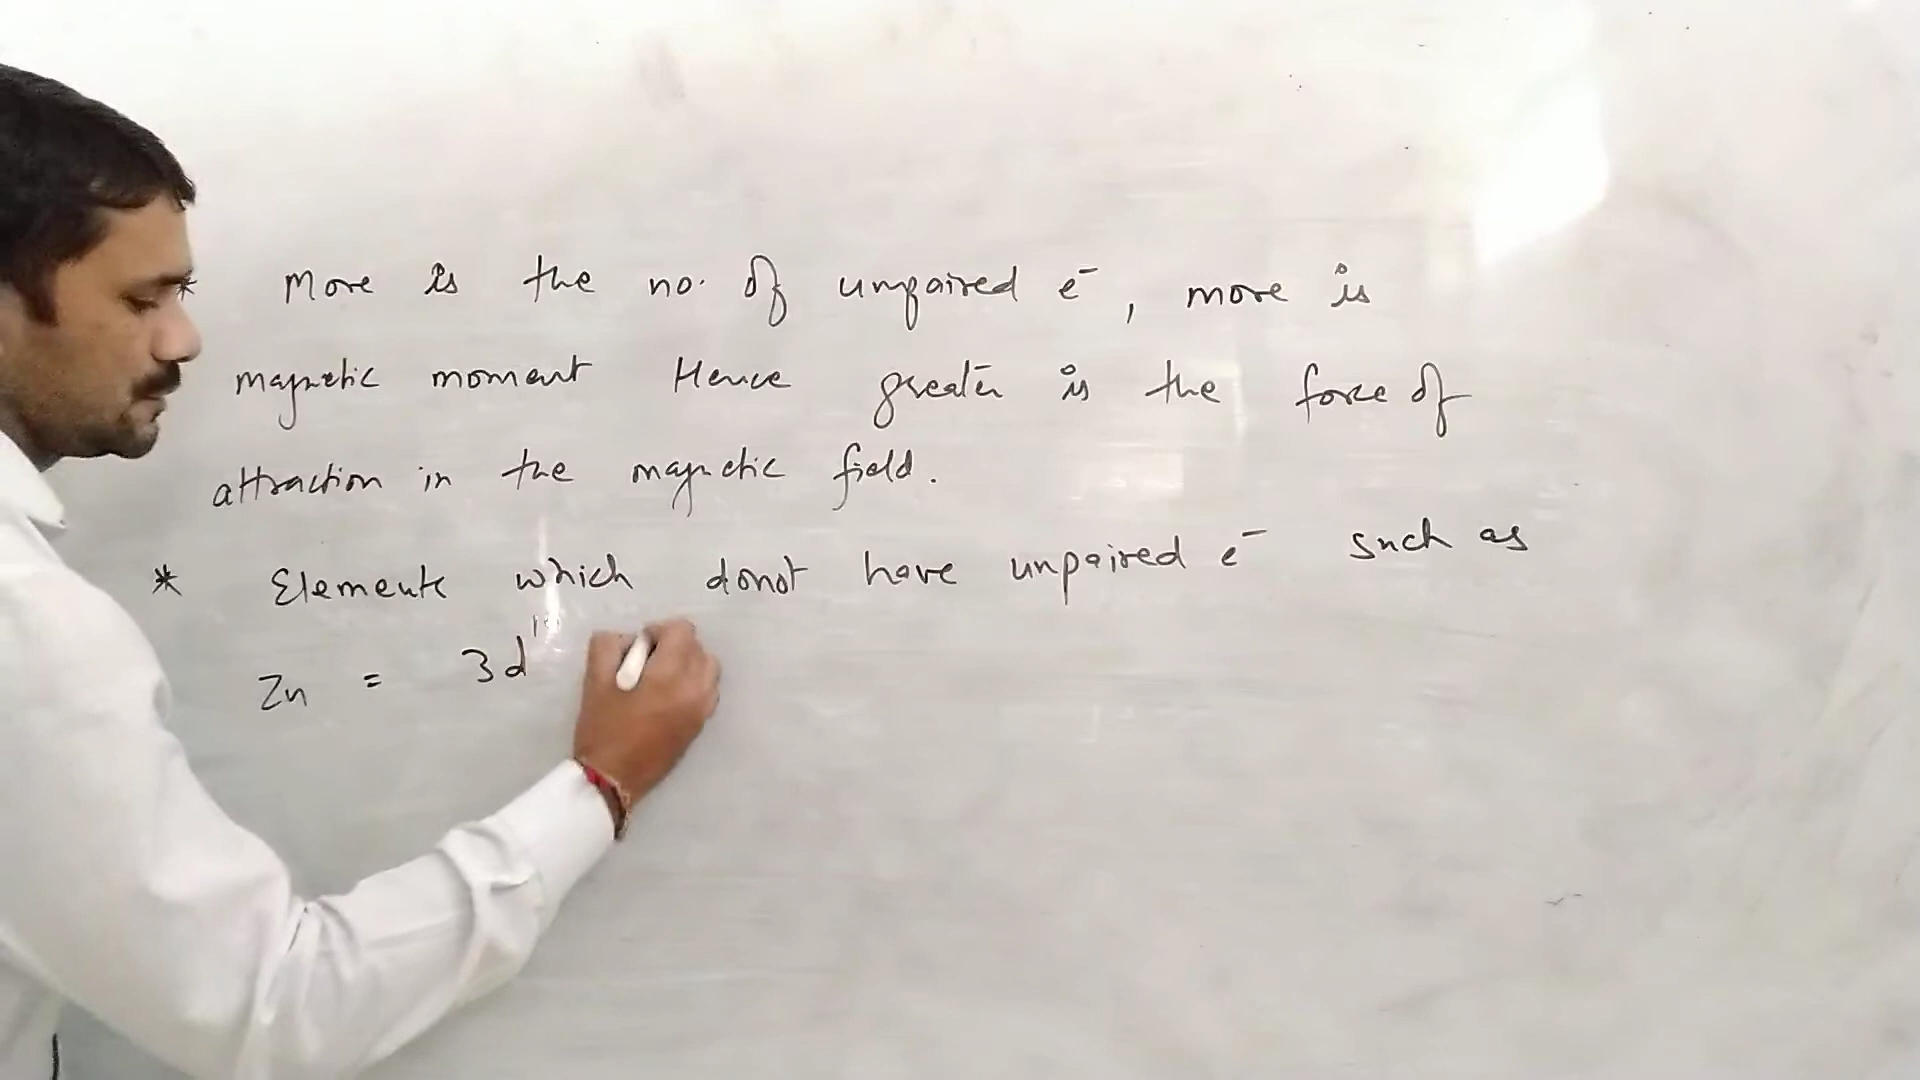 * More is the no. of unpaired e⁻, more is
magnetic moment Hence greater is the force of
attraction in the magnetic field.
* Elements which donot have unpaired e⁻ such as
Zn = 3d¹⁰